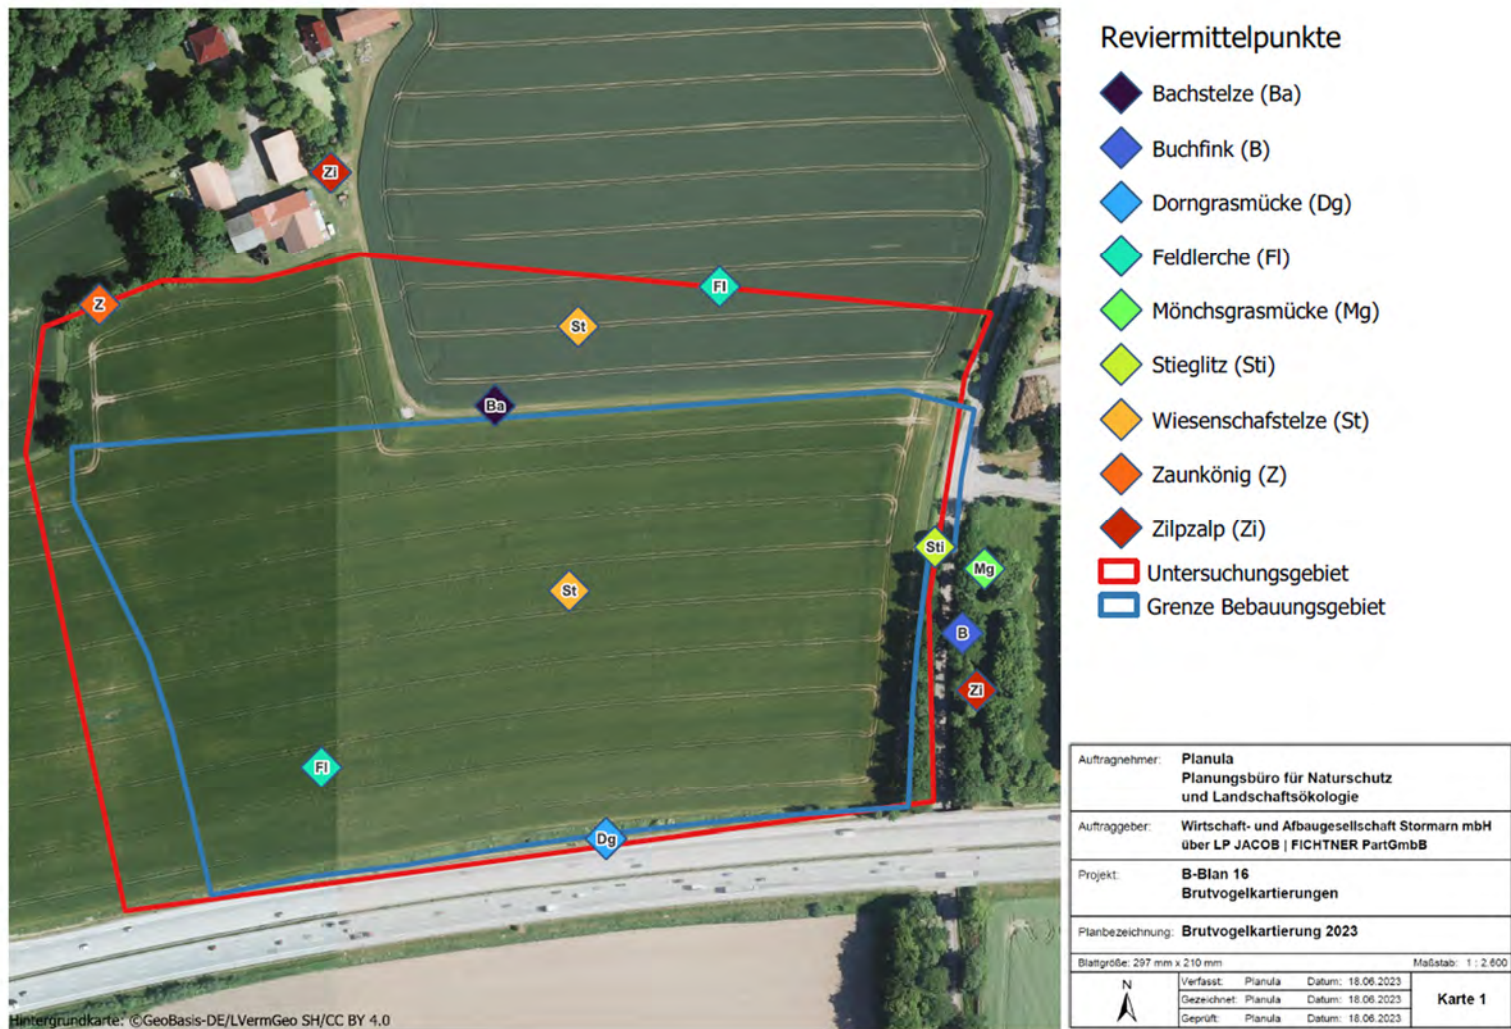 Reviermittelpunkte
Bachstelze (Ba)
Buchfink (B)
Dorngrasmücke (Dg)
Feldlerche (Fl)
Mönchsgrasmücke (Mg)
Stieglitz (Sti)
Wiesenschafstelze (St)
Zaunkönig (Z)
Zilpzalp (Zi)
Untersuchungsgebiet
Grenze Bebauungsgebiet
Zi
Fl
Z
St
Ba
Sti
Mg
St
B
Zi
Fl
Dg
Hintergrundkarte: ©GeoBasis-DE/LVermGeo SH/CC BY 4.0
Auftragnehmer: Planula
Planungsbüro für Naturschutz
und Landschaftsökologie
Auftraggeber: Wirtschaft- und Afbaugesellschaft Stormarn mbH
über LP JACOB | FICHTNER PartGmbB
Projekt: B-Blan 16
Brutvogelkartierungen
Planbezeichnung: Brutvogelkartierung 2023
Blattgröße: 297 mm x 210 mm Maßstab: 1 : 2.600
N
Verfasst: Planula Datum: 18.06.2023
Gezeichnet: Planula Datum: 18.06.2023
Geprüft: Planula Datum: 18.06.2023
Karte 1